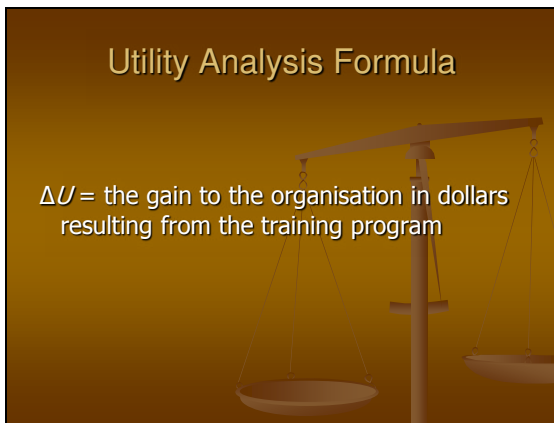 Utility Analysis Formula
ΔU = the gain to the organisation in dollars
resulting from the training program